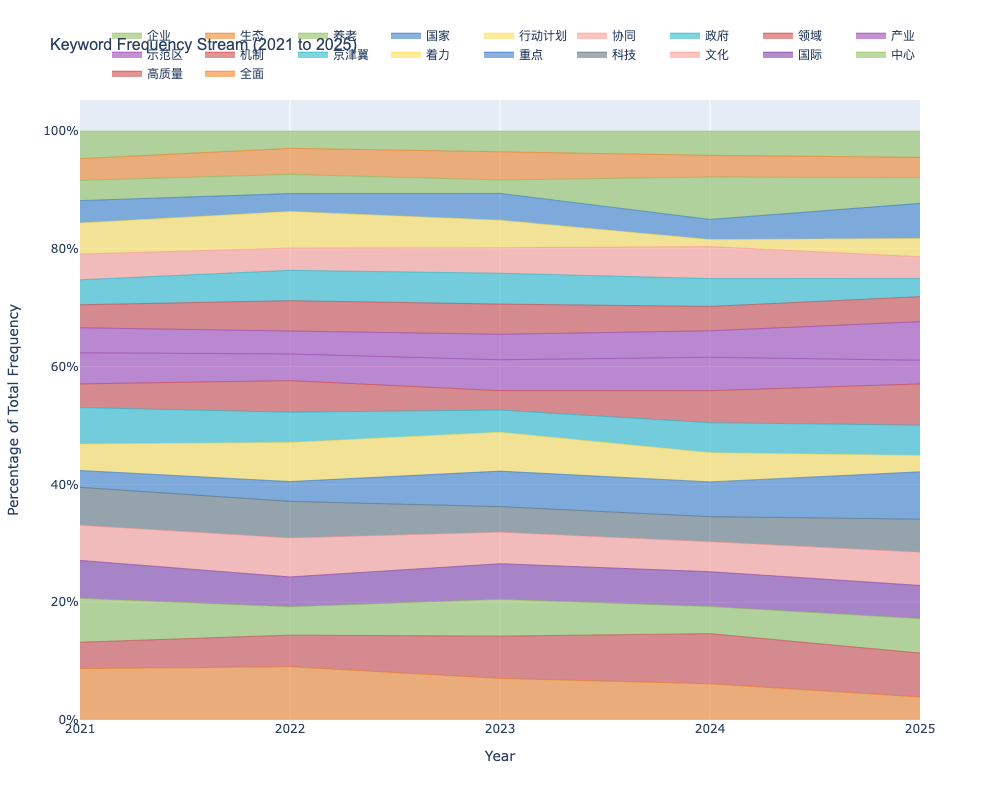 Keyword Frequency Stream (2021 to 2025)
企业 生态 养老 国家 行动计划 协同 政府 领域 产业
示范区 机制 京津冀 着力 重点 科技 文化 国际 中心
高质量 全面
Percentage of Total Frequency
100%
80%
60%
40%
20%
0%
2021 2022 2023 2024 2025
Year